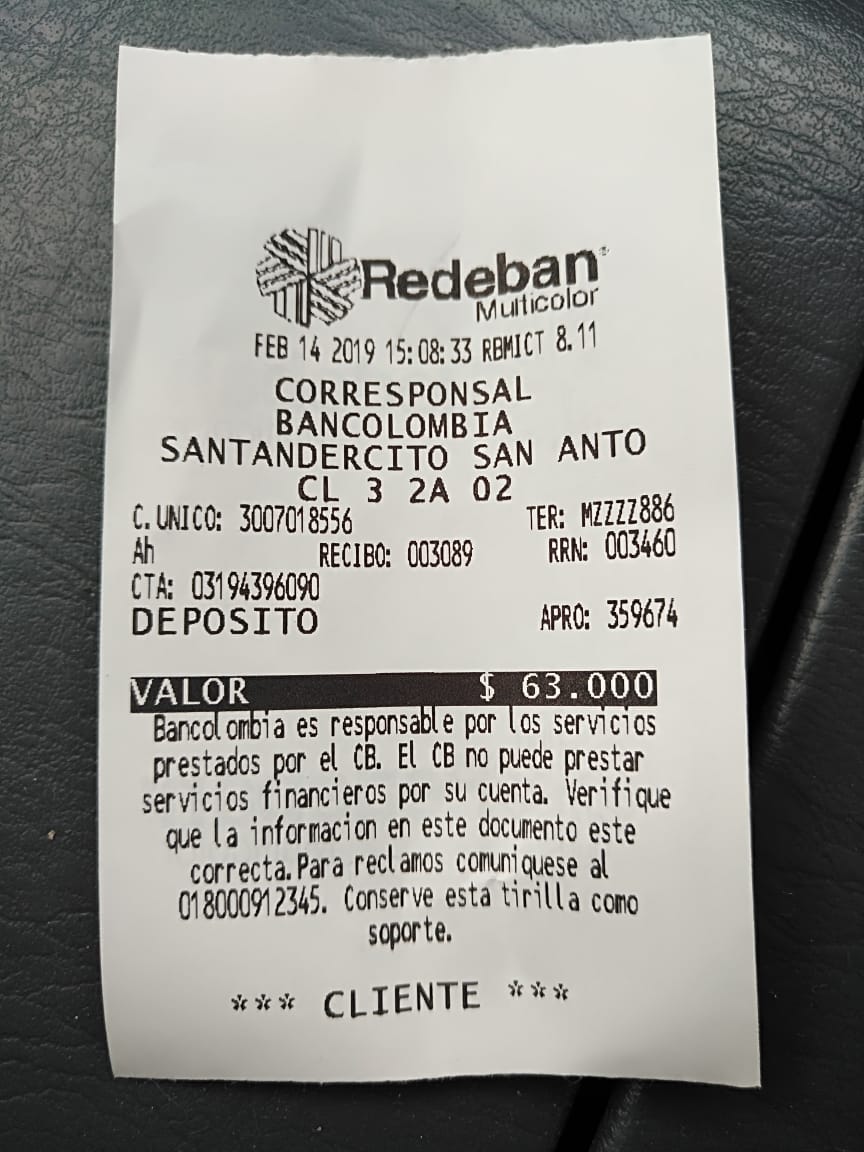 Redeban®
Multicolor
FEB 14 2019 15:08:33 RBMICT 8.11
CORRESPONSAL
BANCOLOMBIA
SANTANDERCITO SAN ANTO
CL 3 2A 02
C.UNICO: 3007018556 TER: MZZZZ886
Ah RECIBO: 003089 RRN: 003460
CTA: 03194396090
DEPOSITO APRO: 359674
VALOR $ 63.000
Bancolombia es responsable por los servicios
prestados por el CB. El CB no puede prestar
servicios financieros por su cuenta. Verifique
que la informacion en este documento este
correcta.Para reclamos comuniquese al
018000912345. Conserve esta tirilla como
soporte.
*** CLIENTE ***